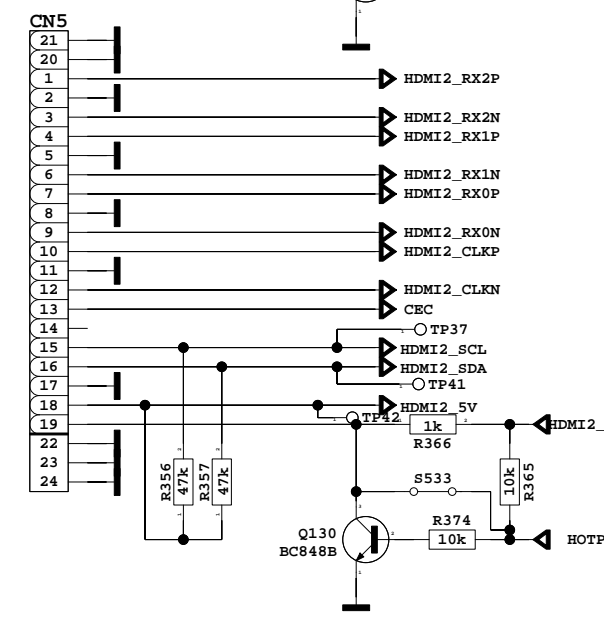 CN5
21
20
1 HDMI2_RX2P
2
3 HDMI2_RX2N
4 HDMI2_RX1P
5
6 HDMI2_RX1N
7 HDMI2_RX0P
8
9 HDMI2_RX0N
10 HDMI2_CLKP
11
12 HDMI2_CLKN
13 CEC
14 TP37
15 HDMI2_SCL
16 HDMI2_SDA
17 TP41
18 HDMI2_5V
TP42
19 1k HDMI2_
22 R366
23
24
R356 47k R357 47k
S533
10k R365
Q130
BC848B
R374
10k
HOTP